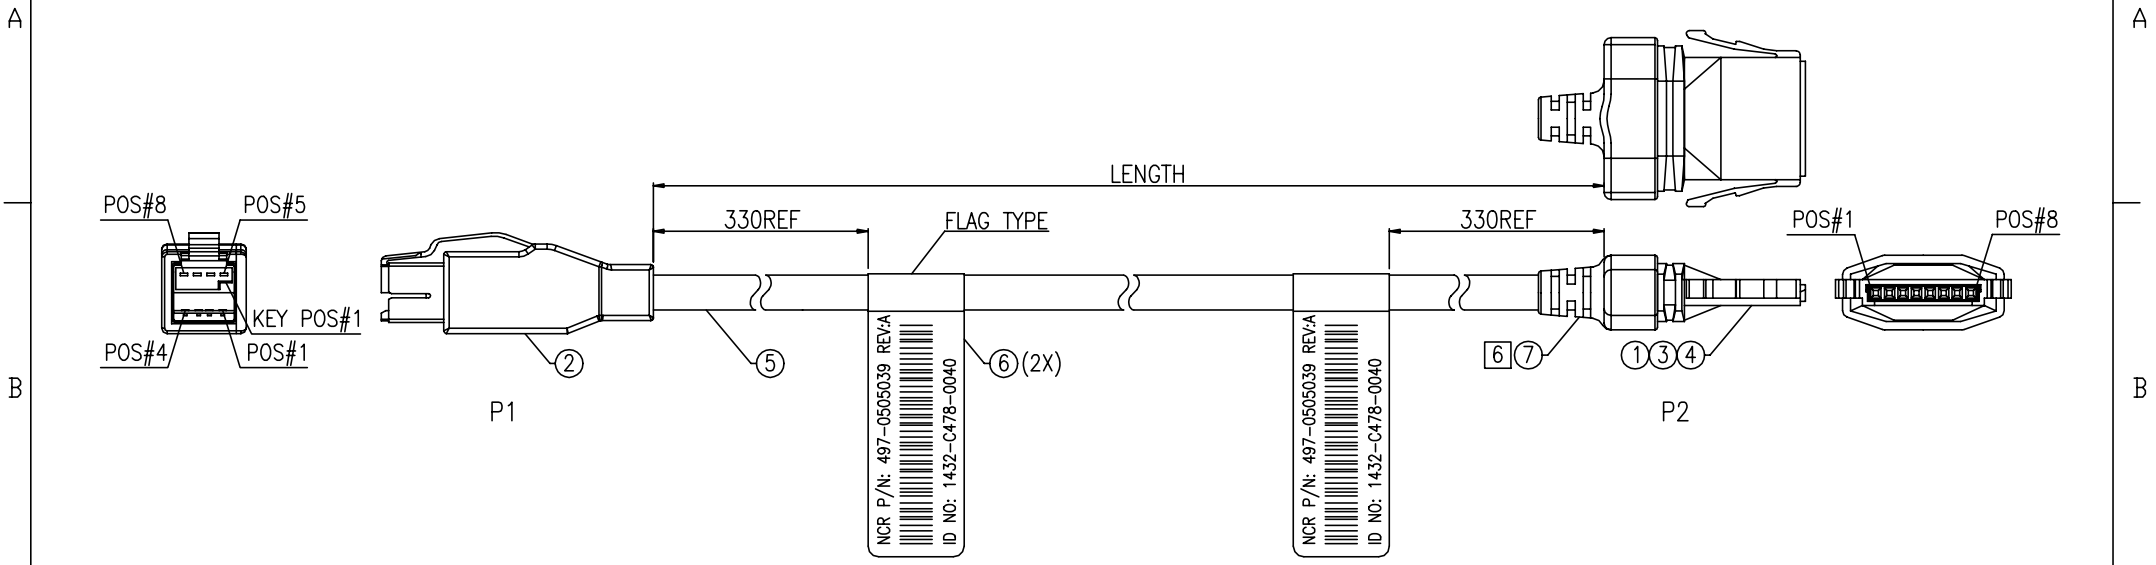 A
A
LENGTH
POS#8
POS#5
330REF
FLAG TYPE
330REF
POS#1
POS#8
KEY POS#1
POS#4
POS#1
2
5
6 (2X)
6 7
1 3 4
B
P1
P2
B
NCR P/N: 497-0505039 REV:A
ID NO: 1432-C478-0040
NCR P/N: 497-0505039 REV:A
ID NO: 1432-C478-0040